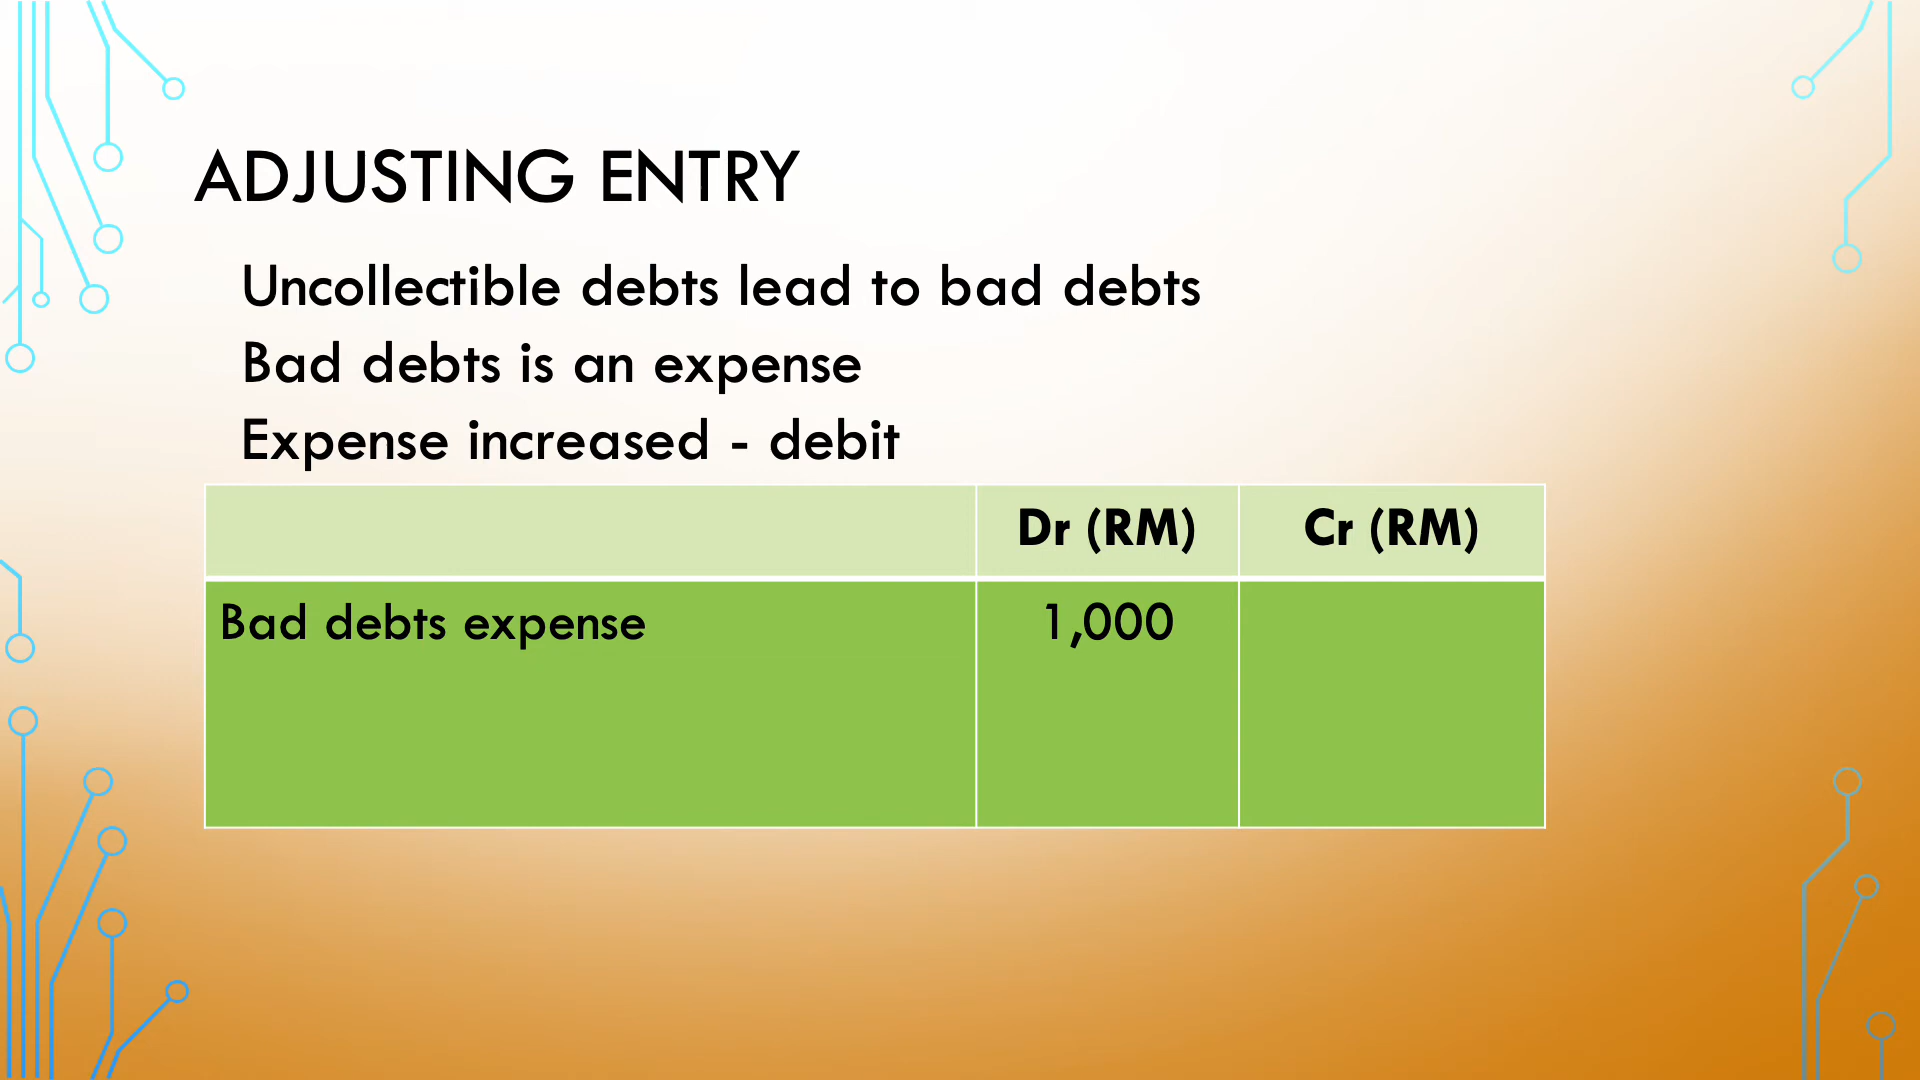 ADJUSTING ENTRY
Uncollectible debts lead to bad debts
Bad debts is an expense
Expense increased - debit
Dr (RM) Cr (RM)
Bad debts expense 1,000